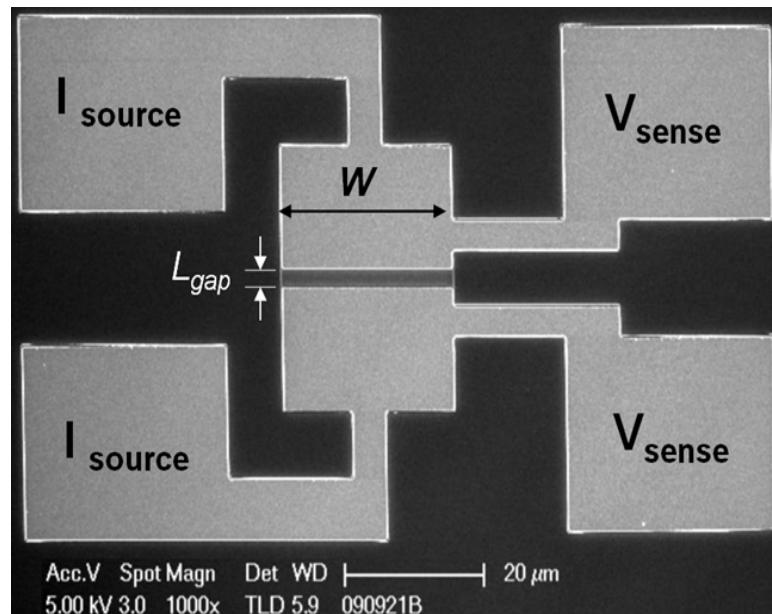 I source
V sense
W
L gap
I source
V sense
Acc.V Spot Magn Det WD 20 µm
5.00 kV 3.0 1000x TLD 5.9 090921B